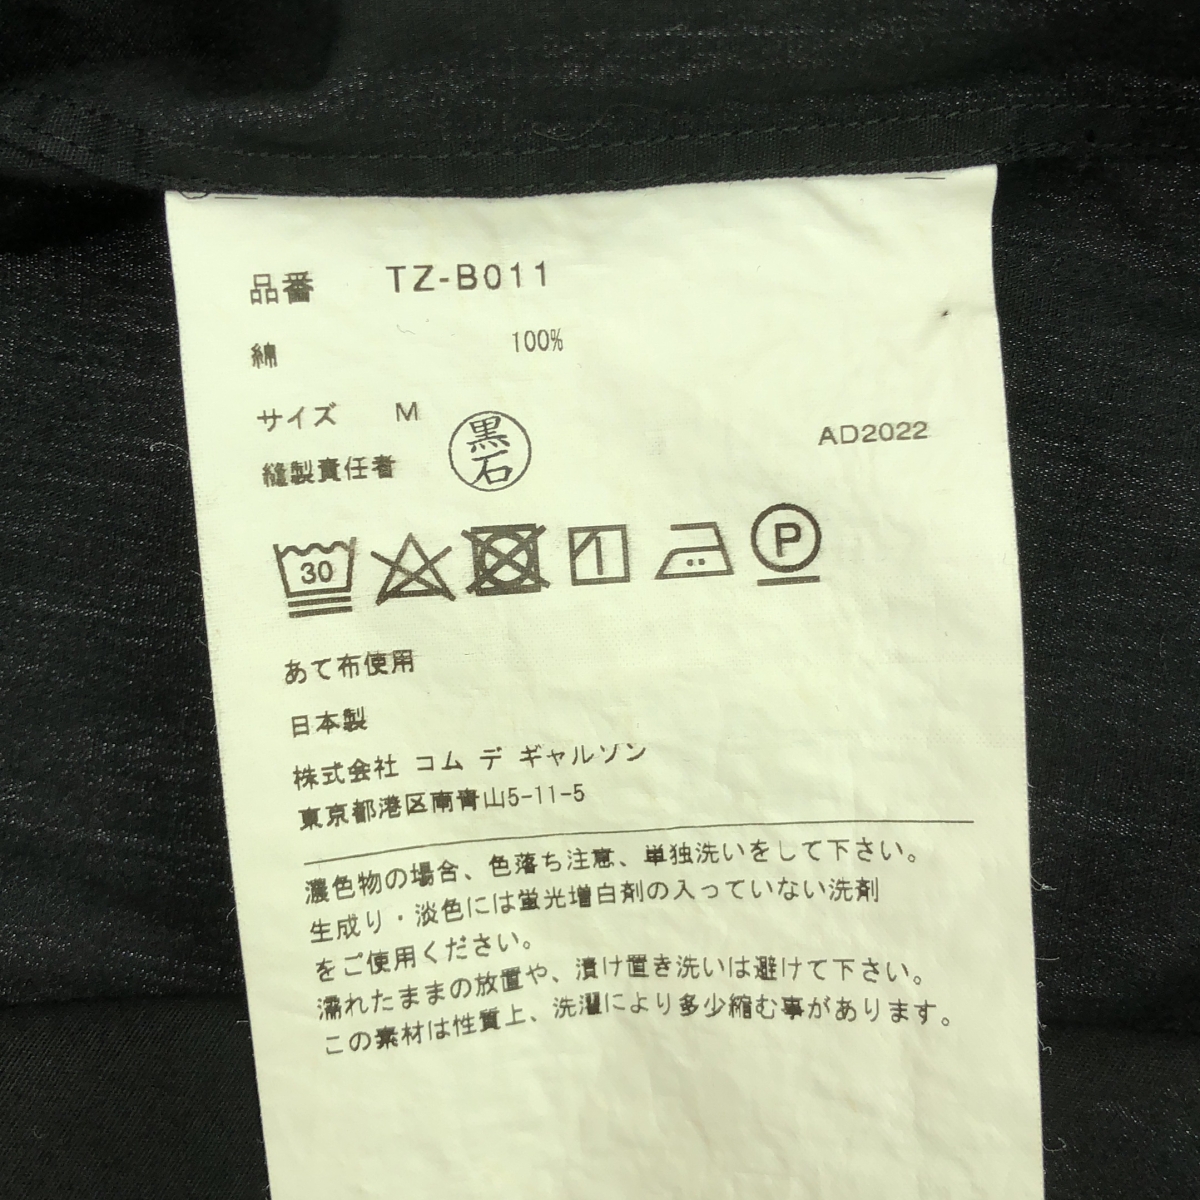 品番 TZ-B011
綿 100%
サイズ M
AD2022
縫製責任者 黒石
30 P
あて布使用
日本製
株式会社 コム デ ギャルソン
東京都港区南青山5-11-5
濃色物の場合、色落ち注意、単独洗いをして下さい。
生成り・淡色には蛍光増白剤の入っていない洗剤
をご使用ください。
濡れたままの放置や、漬け置き洗いは避けて下さい。
この素材は性質上、洗濯により多少縮む事があります。